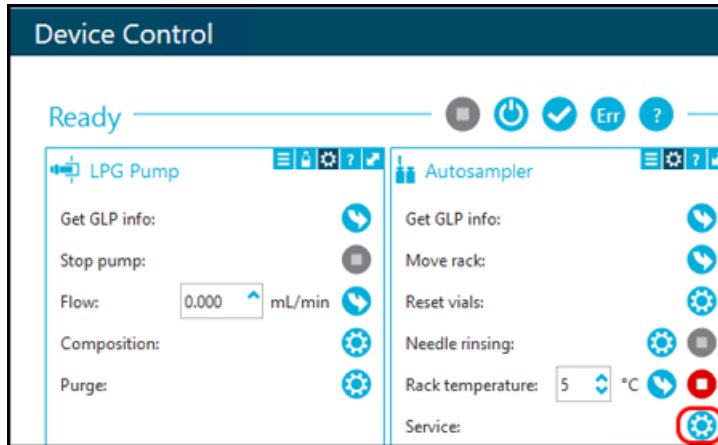 Device Control
Ready
Err ?
LPG Pump
?
Get GLP info:
Stop pump:
Flow: 0.000 mL/min
Composition:
Purge:
Autosampler
?
Get GLP info:
Move rack:
Reset vials:
Needle rinsing:
Rack temperature: 5 °C
Service: